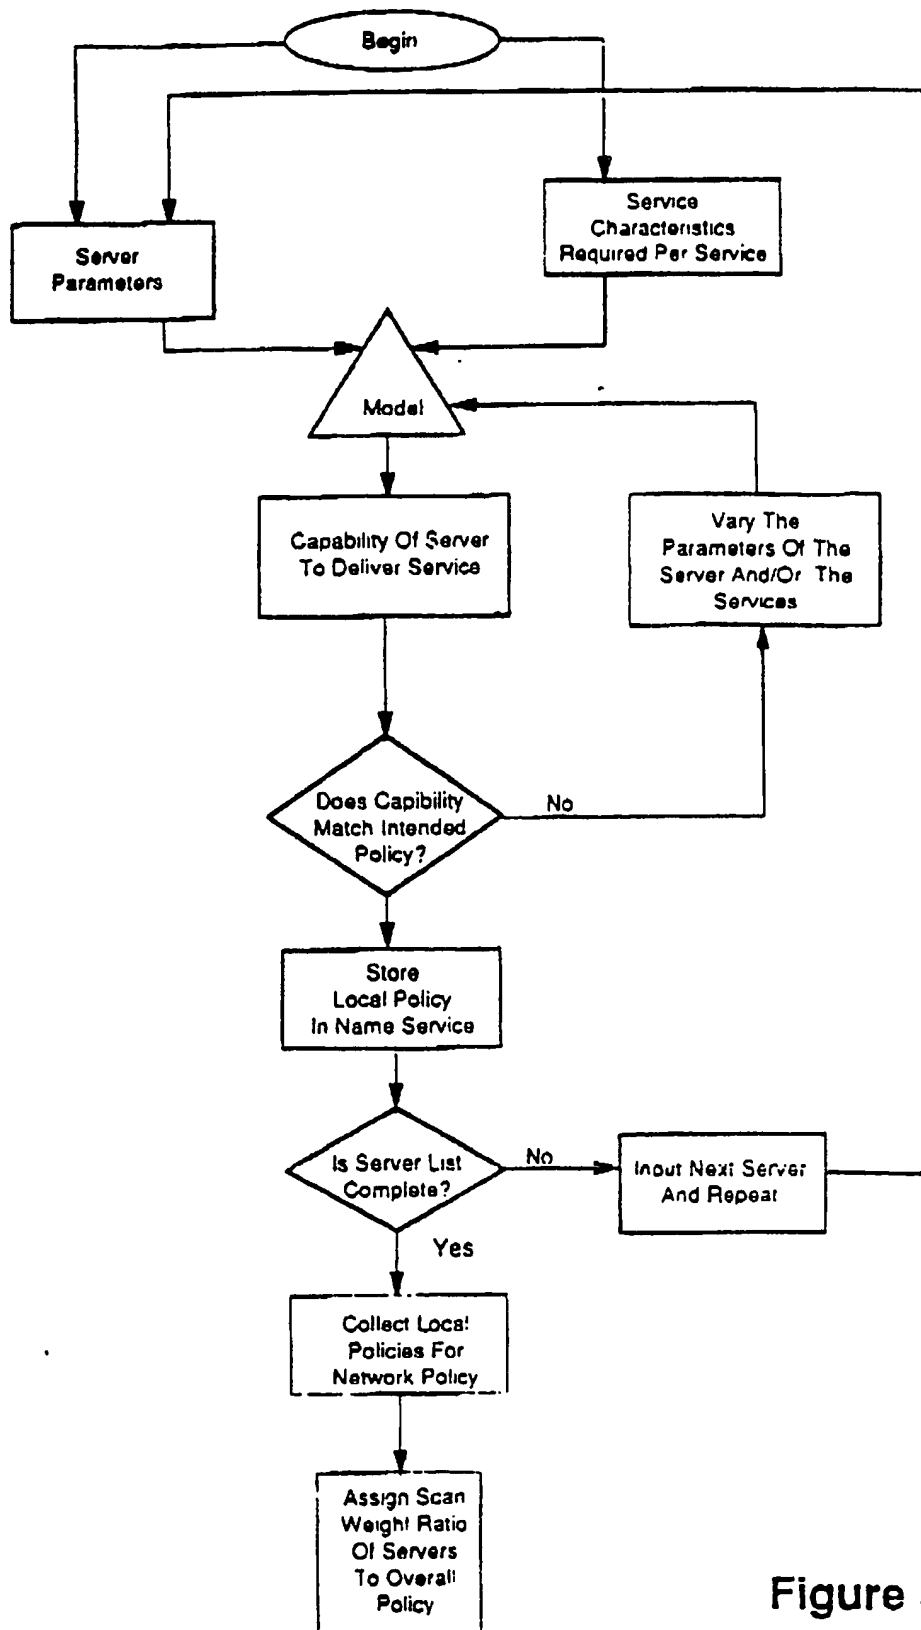 Begin
Service
Characteristics
Required Per Service
Server
Parameters
Model
Capability Of Server
To Deliver Service
Vary The
Parameters Of The
Server And/Or The
Services
Does Capibility
Match Intended
Policy?
No
Store
Local Policy
In Name Service
Is Server List
Complete?
No
Input Next Server
And Repeat
Yes
Collect Local
Policies For
Network Policy
Assign Scan
Weight Ratio
Of Servers
To Overall
Policy
Figure